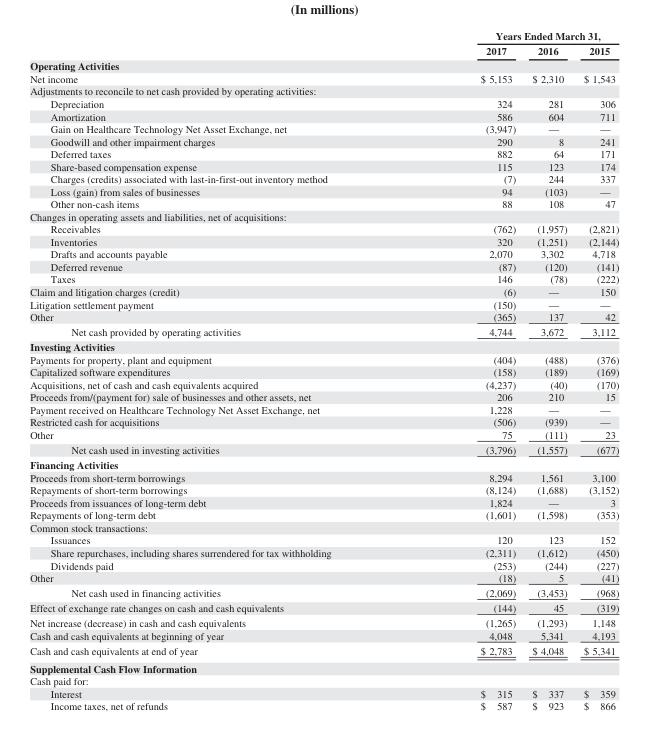 (In millions)
Years Ended March 31,
2017 2016 2015
Operating Activities
Net income $ 5,153 $ 2,310 $ 1,543
Adjustments to reconcile to net cash provided by operating activities:
Depreciation 324 281 306
Amortization 586 604 711
Gain on Healthcare Technology Net Asset Exchange, net (3,947) — —
Goodwill and other impairment charges 290 8 241
Deferred taxes 882 64 171
Share-based compensation expense 115 123 174
Charges (credits) associated with last-in-first-out inventory method (7) 244 337
Loss (gain) from sales of businesses 94 (103) —
Other non-cash items 88 108 47
Changes in operating assets and liabilities, net of acquisitions:
Receivables (762) (1,957) (2,821)
Inventories 320 (1,251) (2,144)
Drafts and accounts payable 2,070 3,302 4,718
Deferred revenue (87) (120) (141)
Taxes 146 (78) (222)
Claim and litigation charges (credit) (6) — 150
Litigation settlement payment (150) — —
Other (365) 137 42
Net cash provided by operating activities 4,744 3,672 3,112
Investing Activities
Payments for property, plant and equipment (404) (488) (376)
Capitalized software expenditures (158) (189) (169)
Acquisitions, net of cash and cash equivalents acquired (4,237) (40) (170)
Proceeds from/(payment for) sale of businesses and other assets, net 206 210 15
Payment received on Healthcare Technology Net Asset Exchange, net 1,228 — —
Restricted cash for acquisitions (506) (939) —
Other 75 (111) 23
Net cash used in investing activities (3,796) (1,557) (677)
Financing Activities
Proceeds from short-term borrowings 8,294 1,561 3,100
Repayments of short-term borrowings (8,124) (1,688) (3,152)
Proceeds from issuances of long-term debt 1,824 — 3
Repayments of long-term debt (1,601) (1,598) (353)
Common stock transactions:
Issuances 120 123 152
Share repurchases, including shares surrendered for tax withholding (2,311) (1,612) (450)
Dividends paid (253) (244) (227)
Other (18) 5 (41)
Net cash used in financing activities (2,069) (3,453) (968)
Effect of exchange rate changes on cash and cash equivalents (144) 45 (319)
Net increase (decrease) in cash and cash equivalents (1,265) (1,293) 1,148
Cash and cash equivalents at beginning of year 4,048 5,341 4,193
Cash and cash equivalents at end of year $ 2,783 $ 4,048 $ 5,341
Supplemental Cash Flow Information
Cash paid for:
Interest $ 315 $ 337 $ 359
Income taxes, net of refunds $ 587 $ 923 $ 866